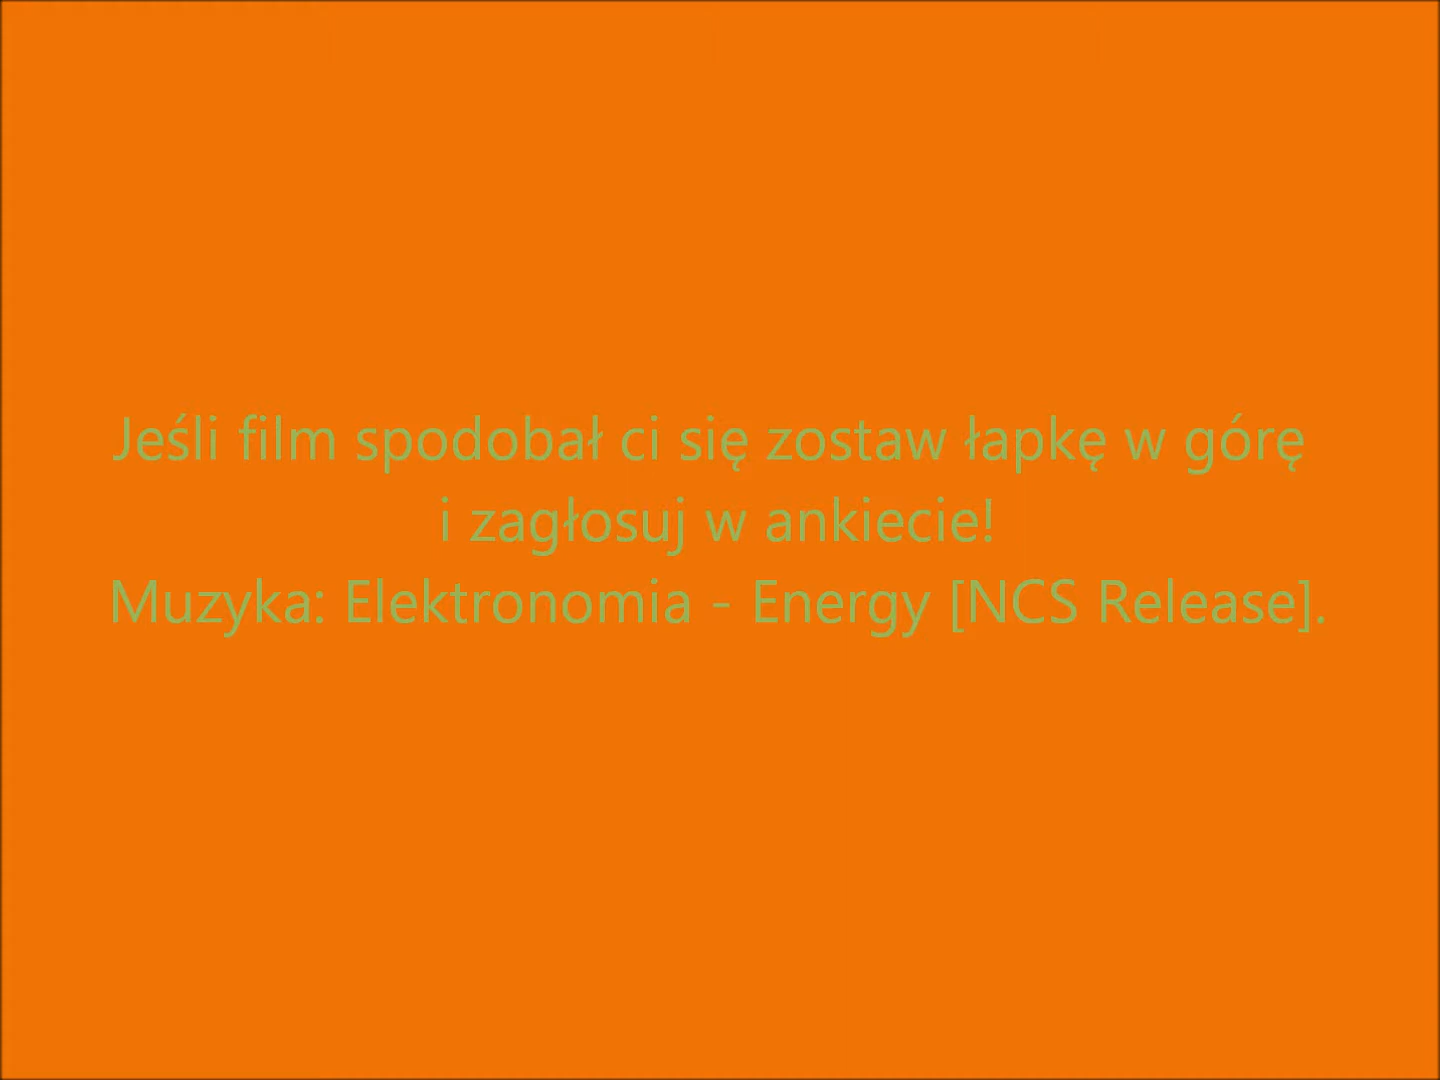 Jeśli film spodobał ci się zostaw łapkę w górę
i zagłosuj w ankiecie!
Muzyka: Elektronomia - Energy [NCS Release].